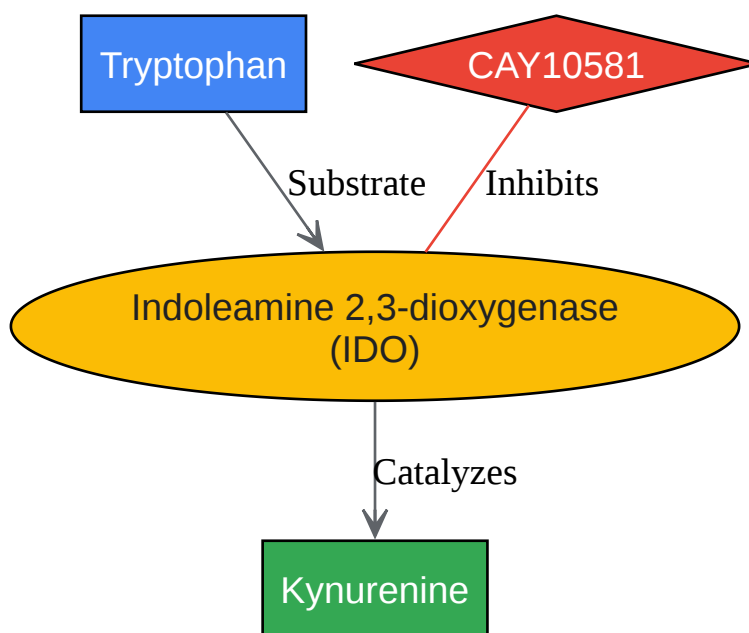 Tryptophan
CAY10581
Substrate
Inhibits
Indoleamine 2,3-dioxygenase
(IDO)
Catalyzes
Kynurenine